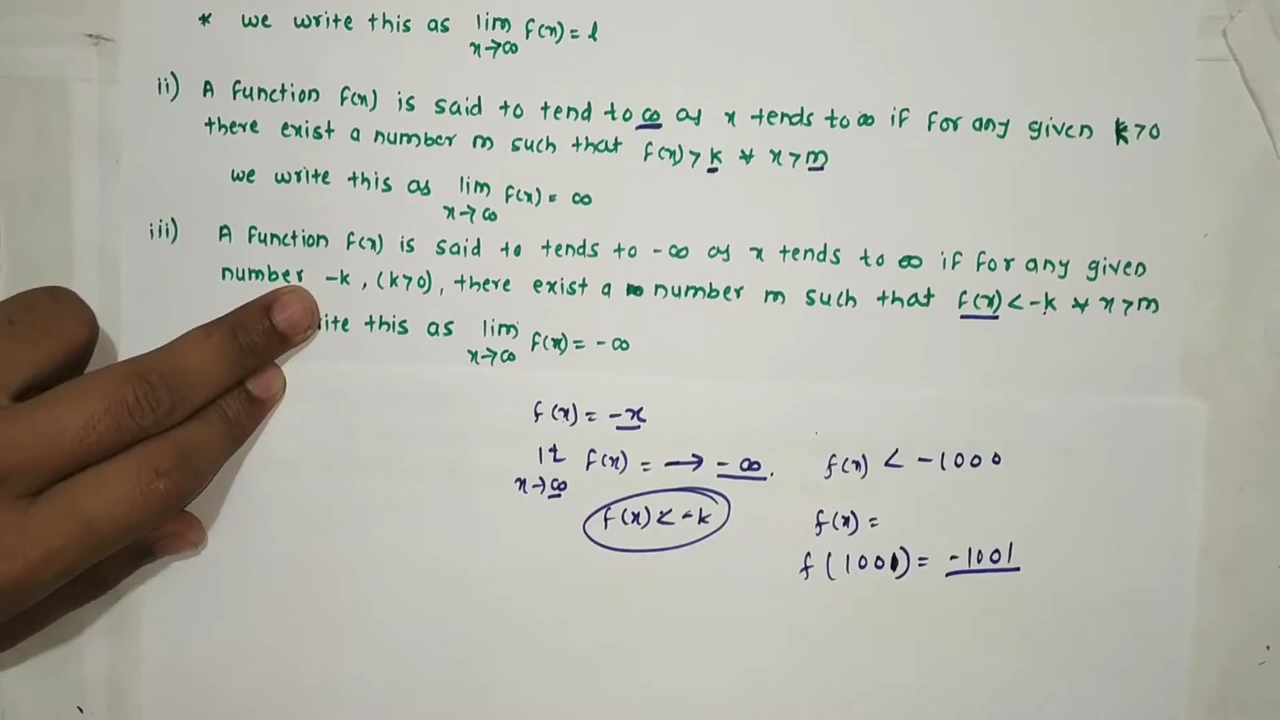 * we write this as lim f(x) = l
x→∞
ii) A function f(x) is said to tend to ∞ as x tends to ∞ if for any given k>0
there exist a number m such that f(x) > k ∀ x > m
we write this as lim f(x) = ∞
x→∞
iii) A function f(x) is said to tends to -∞ as x tends to ∞ if for any given
number -k, (k>0), there exist a number m such that f(x) < -k ∀ x > m
ite this as lim f(x) = -∞
x→∞
f(x) = -x
lt f(x) = → -∞.
x→∞
f(x) < -k
f(x) < -1000
f(x) =
f(1001) = -1001